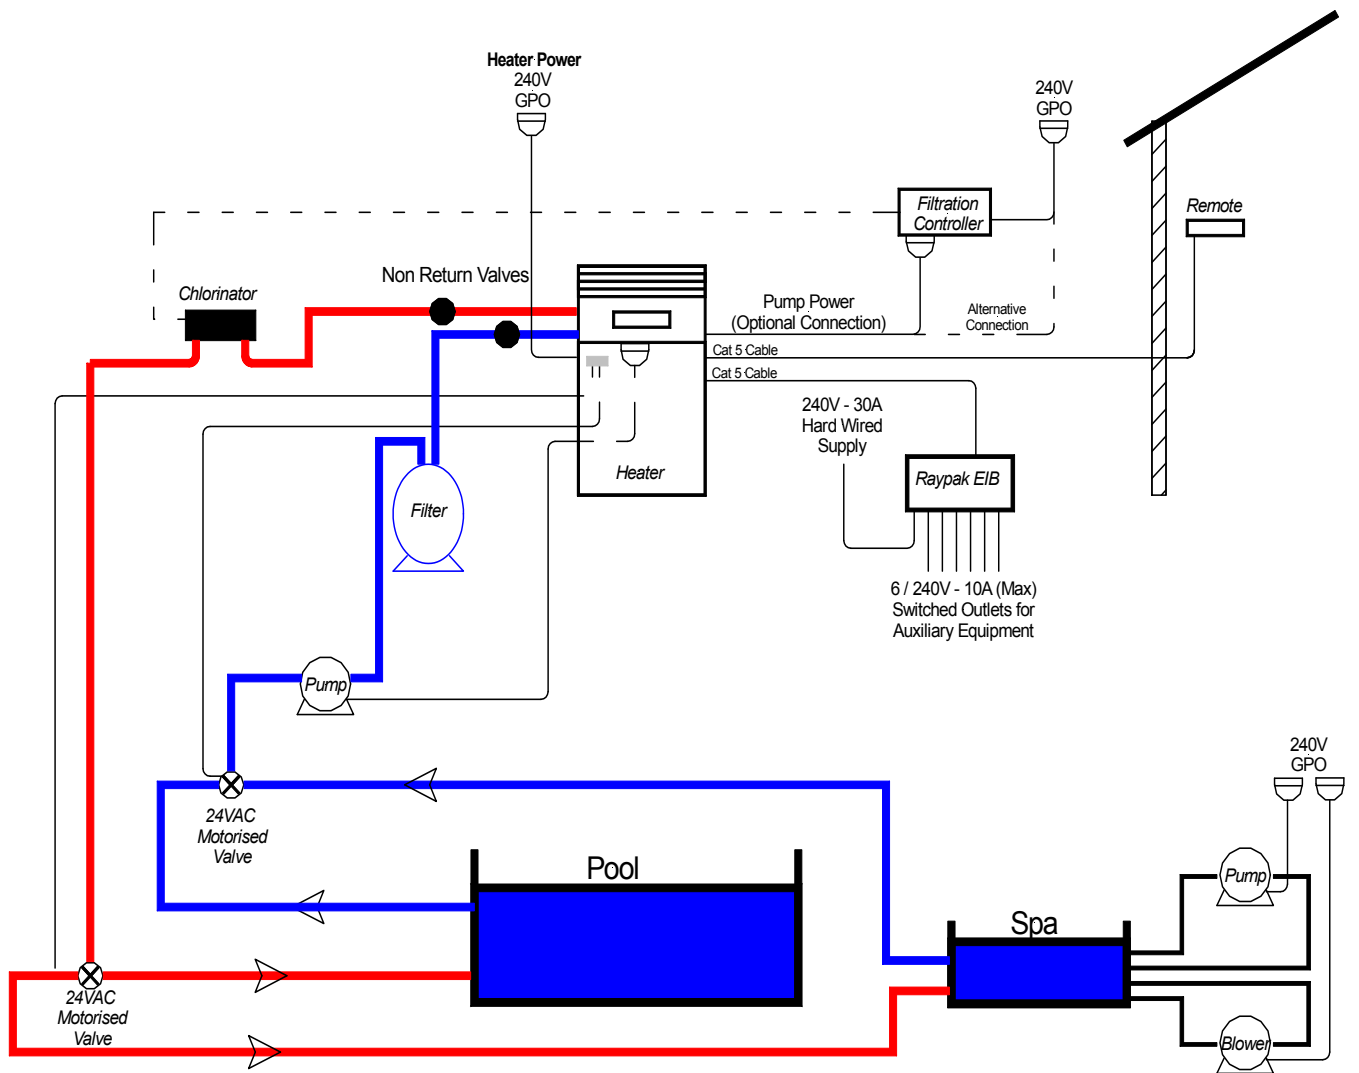 Heater Power
240V
GPO
240V
GPO
Filtration
Controller
Remote
Non Return Valves
Chlorinator
Pump Power
(Optional Connection)
Alternative
Connection
Cat 5 Cable
Cat 5 Cable
240V - 30A
Hard Wired
Supply
Heater
Raypak EIB
Filter
6 / 240V - 10A (Max)
Switched Outlets for
Auxiliary Equipment
Pump
240V
GPO
24VAC
Motorised
Valve
Pool
Pump
Spa
24VAC
Motorised
Valve
Blower